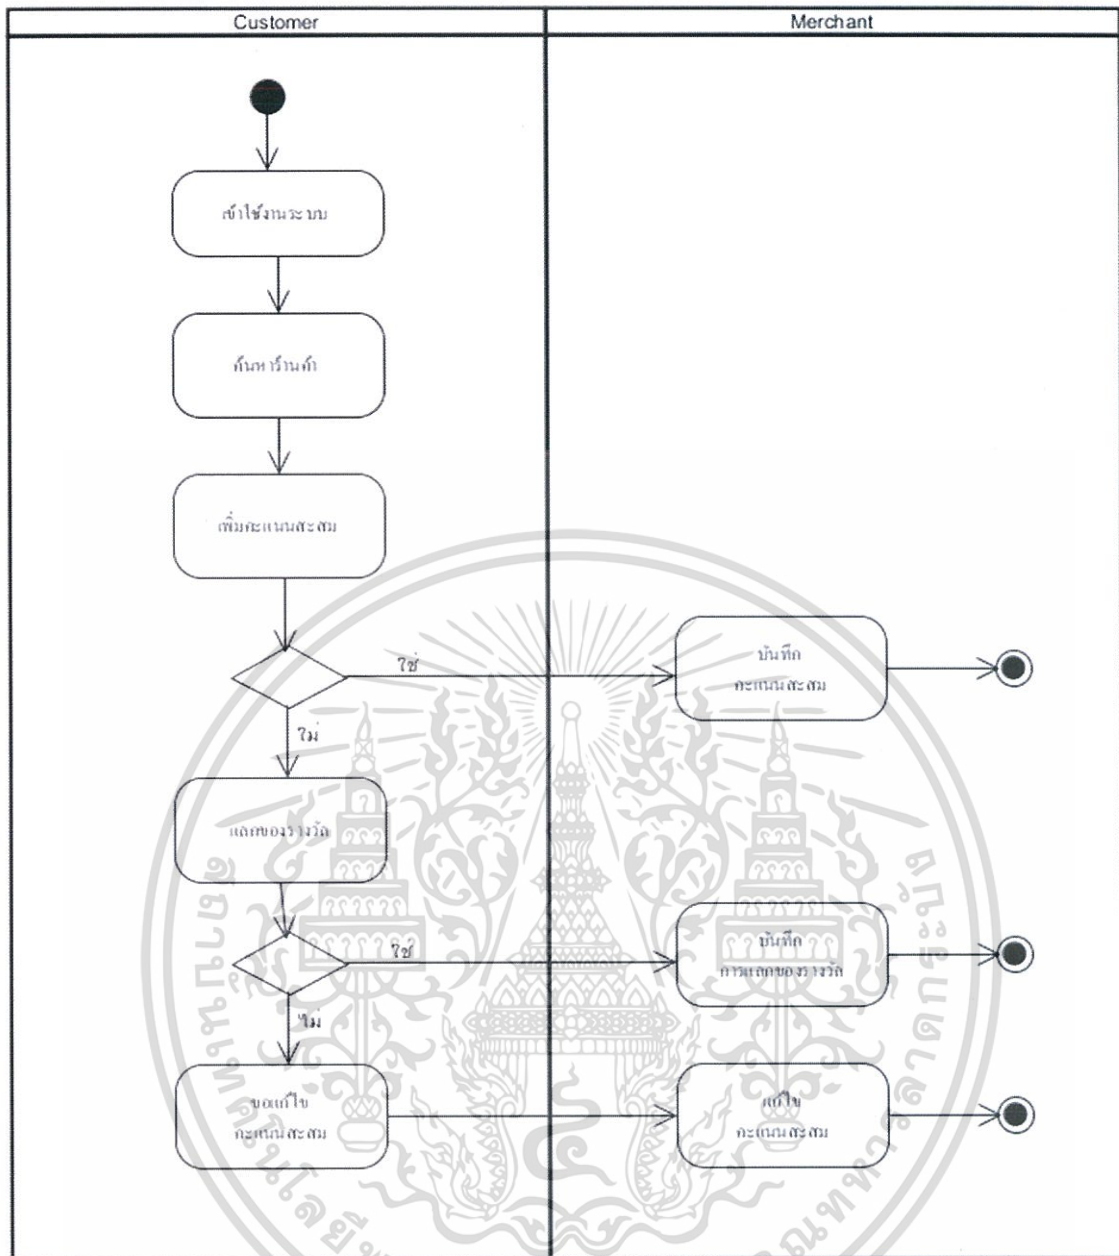 Customer
Merchant
เข้าใช้งานระบบ
ค้นหาร้านค้า
เพิ่มคะแนนสะสม
ใช่
บันทึก
คะแนนสะสม
ไม่
แลกของรางวัล
ใช่
บันทึก
การแลกของรางวัล
ไม่
ขอแก้ไข
คะแนนสะสม
แก้ไข
คะแนนสะสม